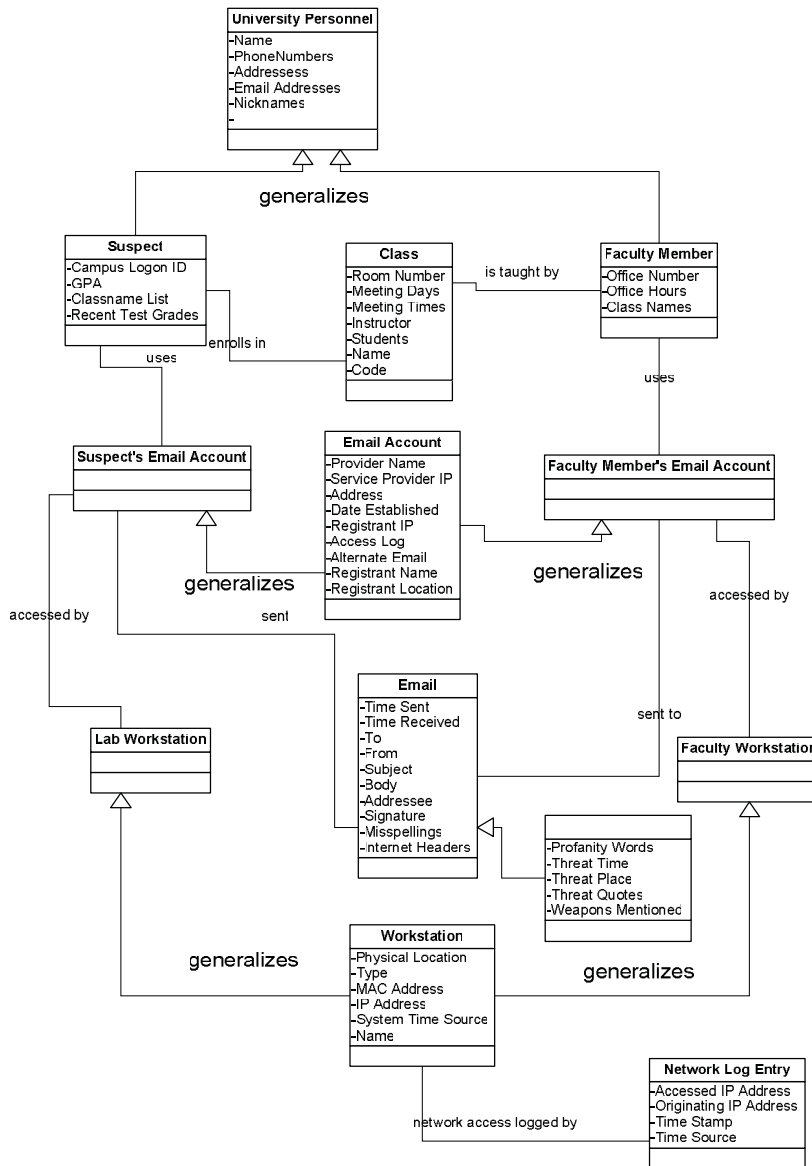 University Personnel
-Name
-PhoneNumbers
-Addressess
-Email Addresses
-Nicknames
-
generalizes
Suspect
-Campus Logon ID
-GPA
-Classname List
-Recent Test Grades
Class
-Room Number
-Meeting Days
-Meeting Times
-Instructor
-Students
-Name
-Code
Faculty Member
-Office Number
-Office Hours
-Class Names
is taught by
enrolls in
uses
uses
Suspect's Email Account
Email Account
-Provider Name
-Service Provider IP
-Address
-Date Established
-Registrant IP
-Access Log
-Alternate Email
-Registrant Name
-Registrant Location
Faculty Member's Email Account
generalizes
generalizes
accessed by
sent
accessed by
Email
-Time Sent
-Time Received
-To
-From
-Subject
-Body
-Addressee
-Signature
-Misspellings
-Internet Headers
sent to
Lab Workstation
Faculty Workstation
-Profanity Words
-Threat Time
-Threat Place
-Threat Quotes
-Weapons Mentioned
Workstation
-Physical Location
-Type
-MAC Address
-IP Address
-System Time Source
-Name
generalizes
generalizes
Network Log Entry
-Accessed IP Address
-Originating IP Address
-Time Stamp
-Time Source
network access logged by